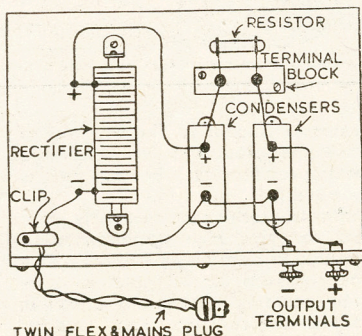 RESISTOR
TERMINAL
BLOCK
CONDENSERS
+
RECTIFIER
+
+
CLIP
−
−
−
−
+
OUTPUT
TERMINALS
TWIN FLEX & MAINS PLUG